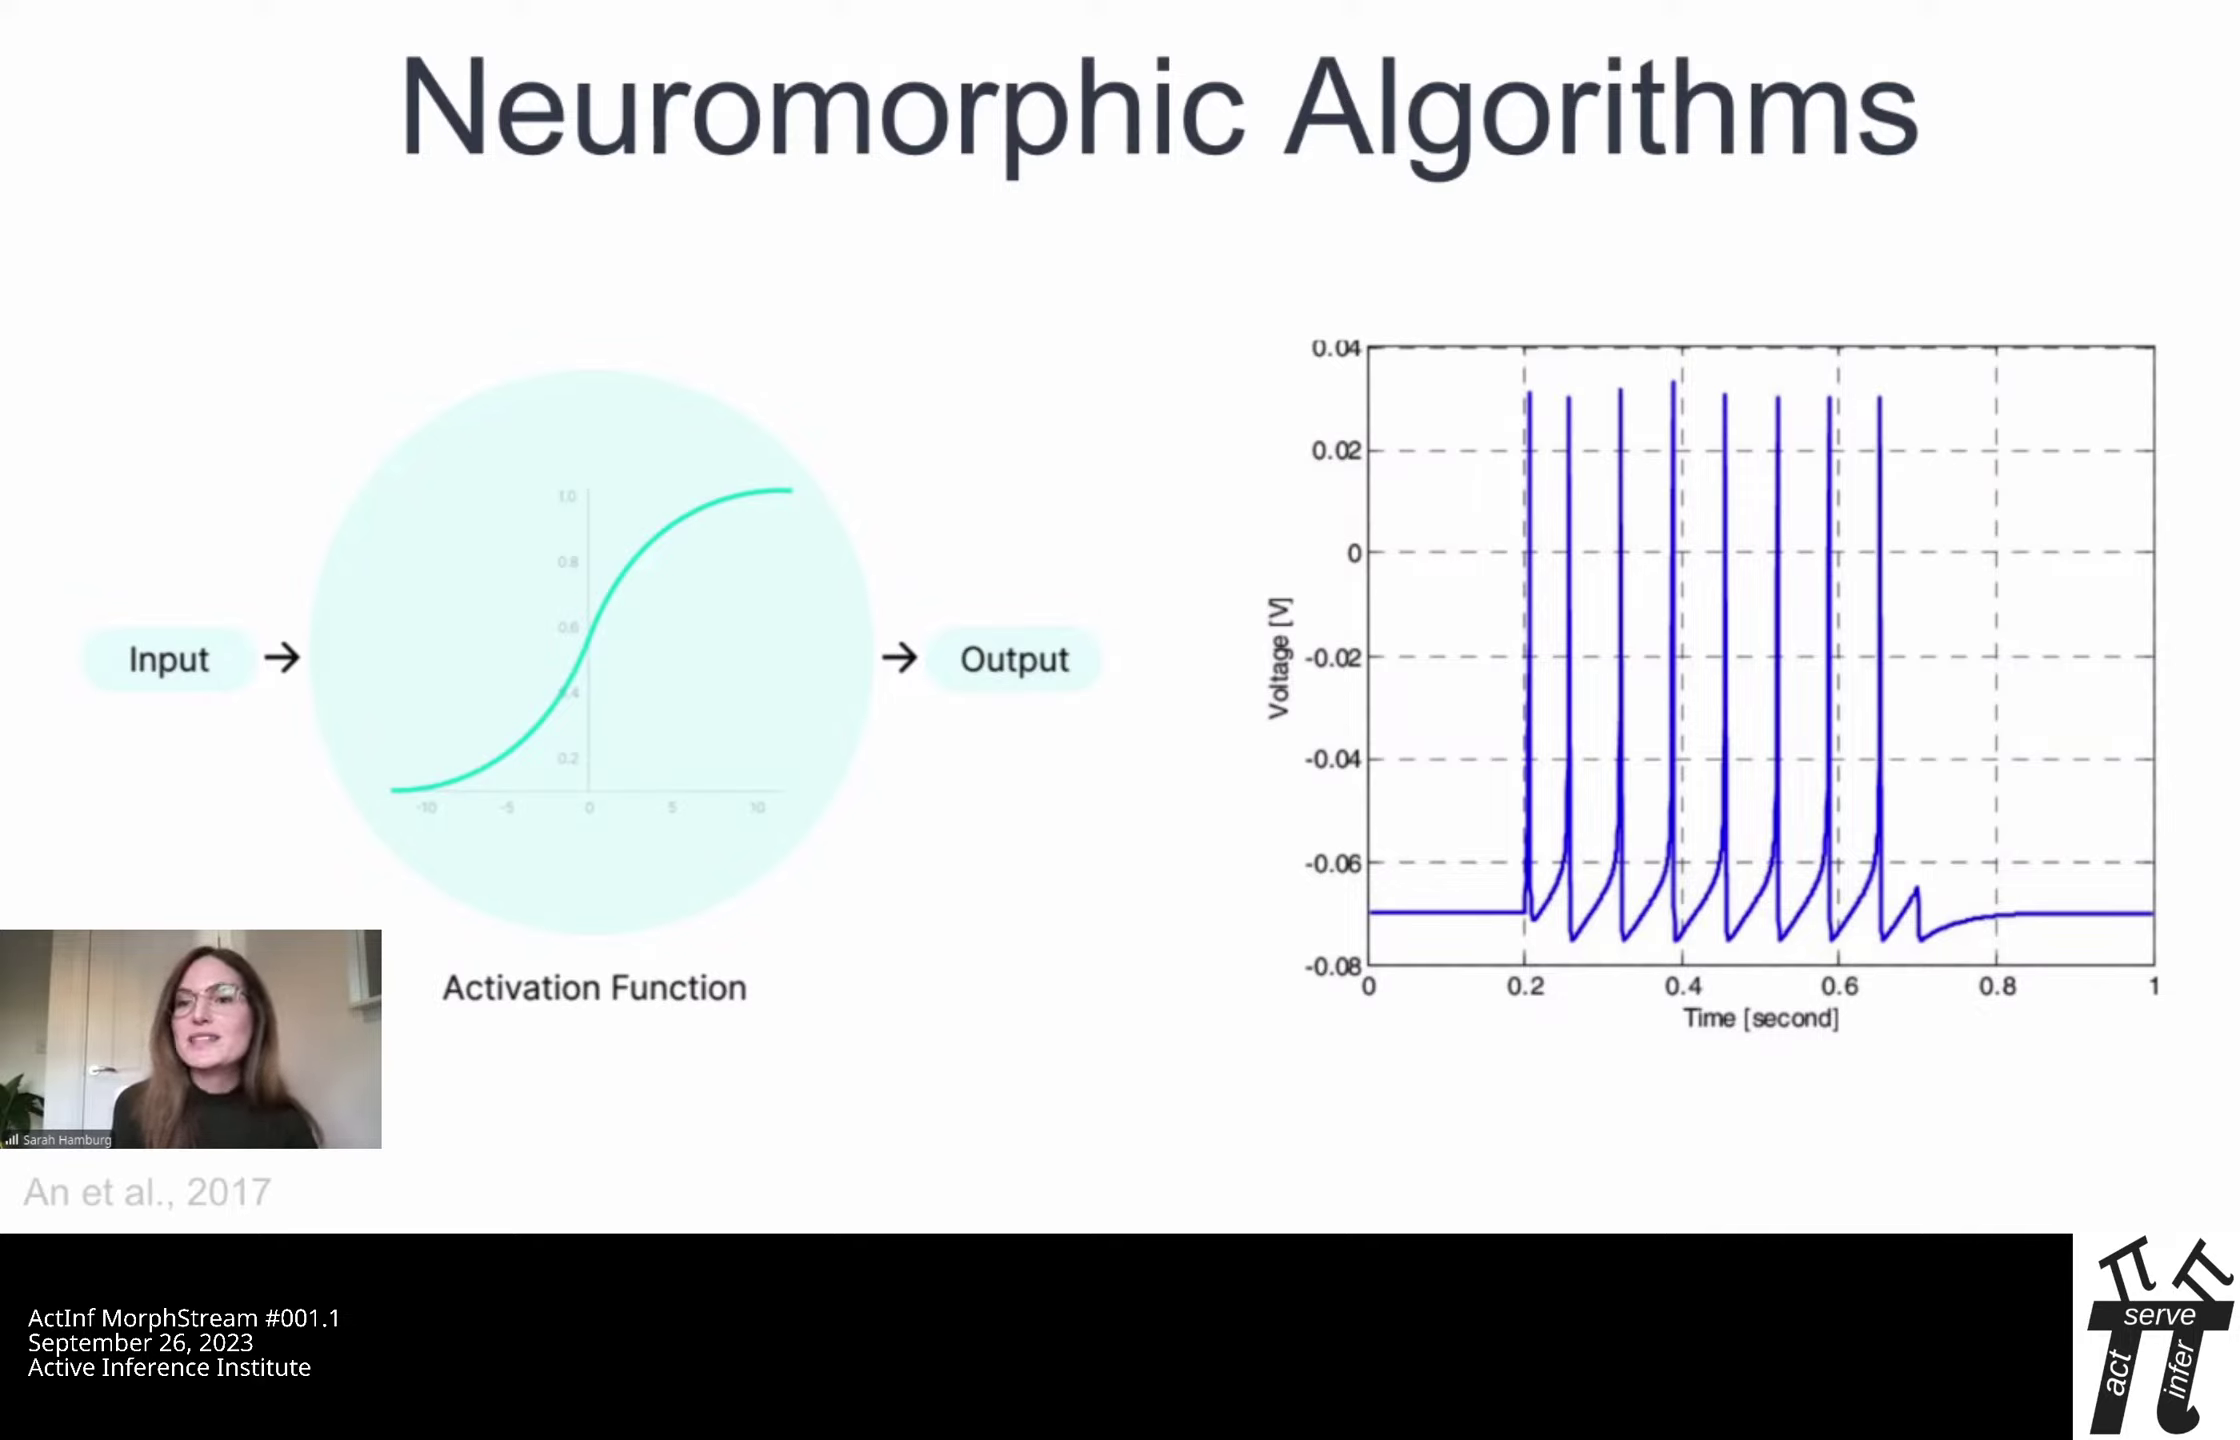 Neuromorphic Algorithms
Input → 
1.0
0.8
0.6
0.4
0.2
-10 -5 0 5 10
→ Output
Activation Function
0.04
0.02
0
-0.02
-0.04
-0.06
-0.08
Voltage [V]
0 0.2 0.4 0.6 0.8 1
Time [second]
Sarah Hamburg
An et al., 2017
ActInf MorphStream #001.1
September 26, 2023
Active Inference Institute
serve
act
infer